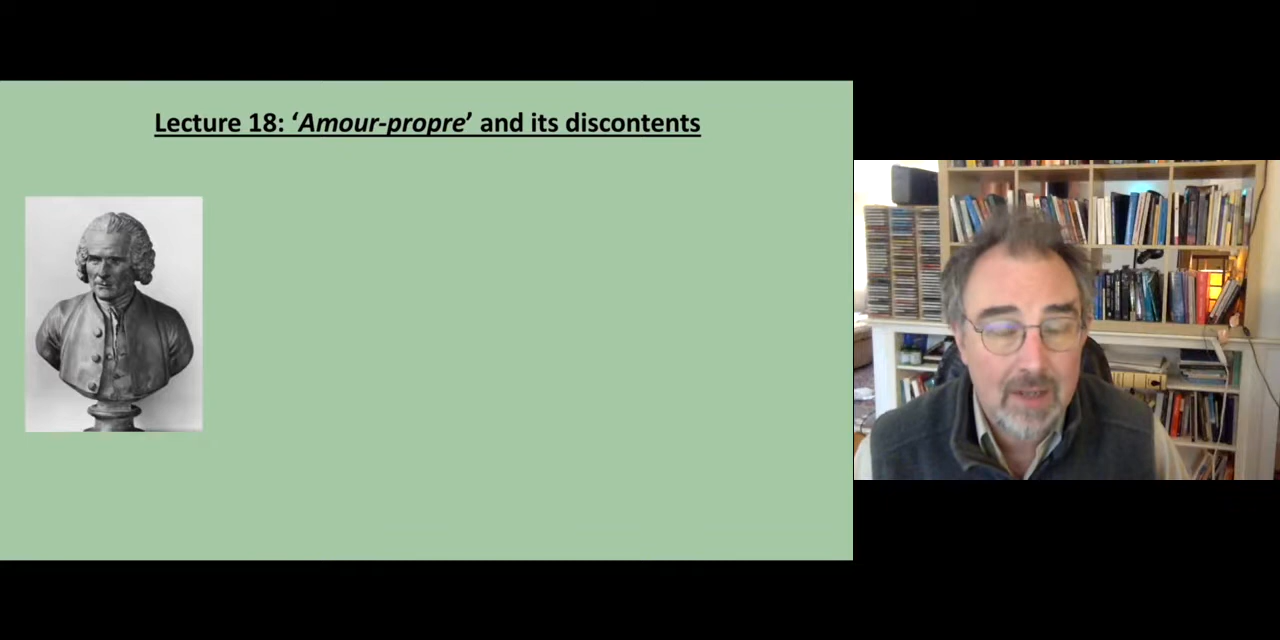 Lecture 18: ‘Amour-propre’ and its discontents